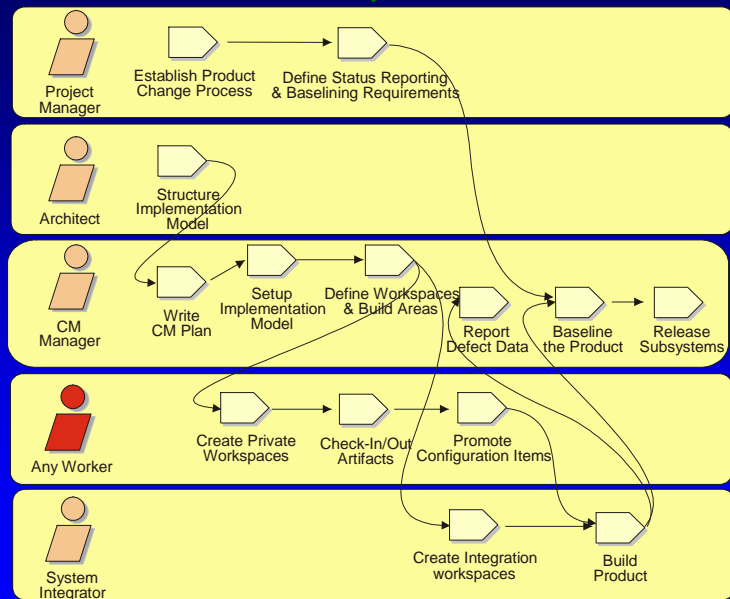 Project
Manager
Establish Product
Change Process
Define Status Reporting
& Baselining Requirements
Architect
Structure
Implementation
Model
CM
Manager
Write
CM Plan
Setup
Implementation
Model
Define Workspaces
& Build Areas
Report
Defect Data
Baseline
the Product
Release
Subsystems
Any Worker
Create Private
Workspaces
Check-In/Out
Artifacts
Promote
Configuration Items
System
Integrator
Create Integration
workspaces
Build
Product